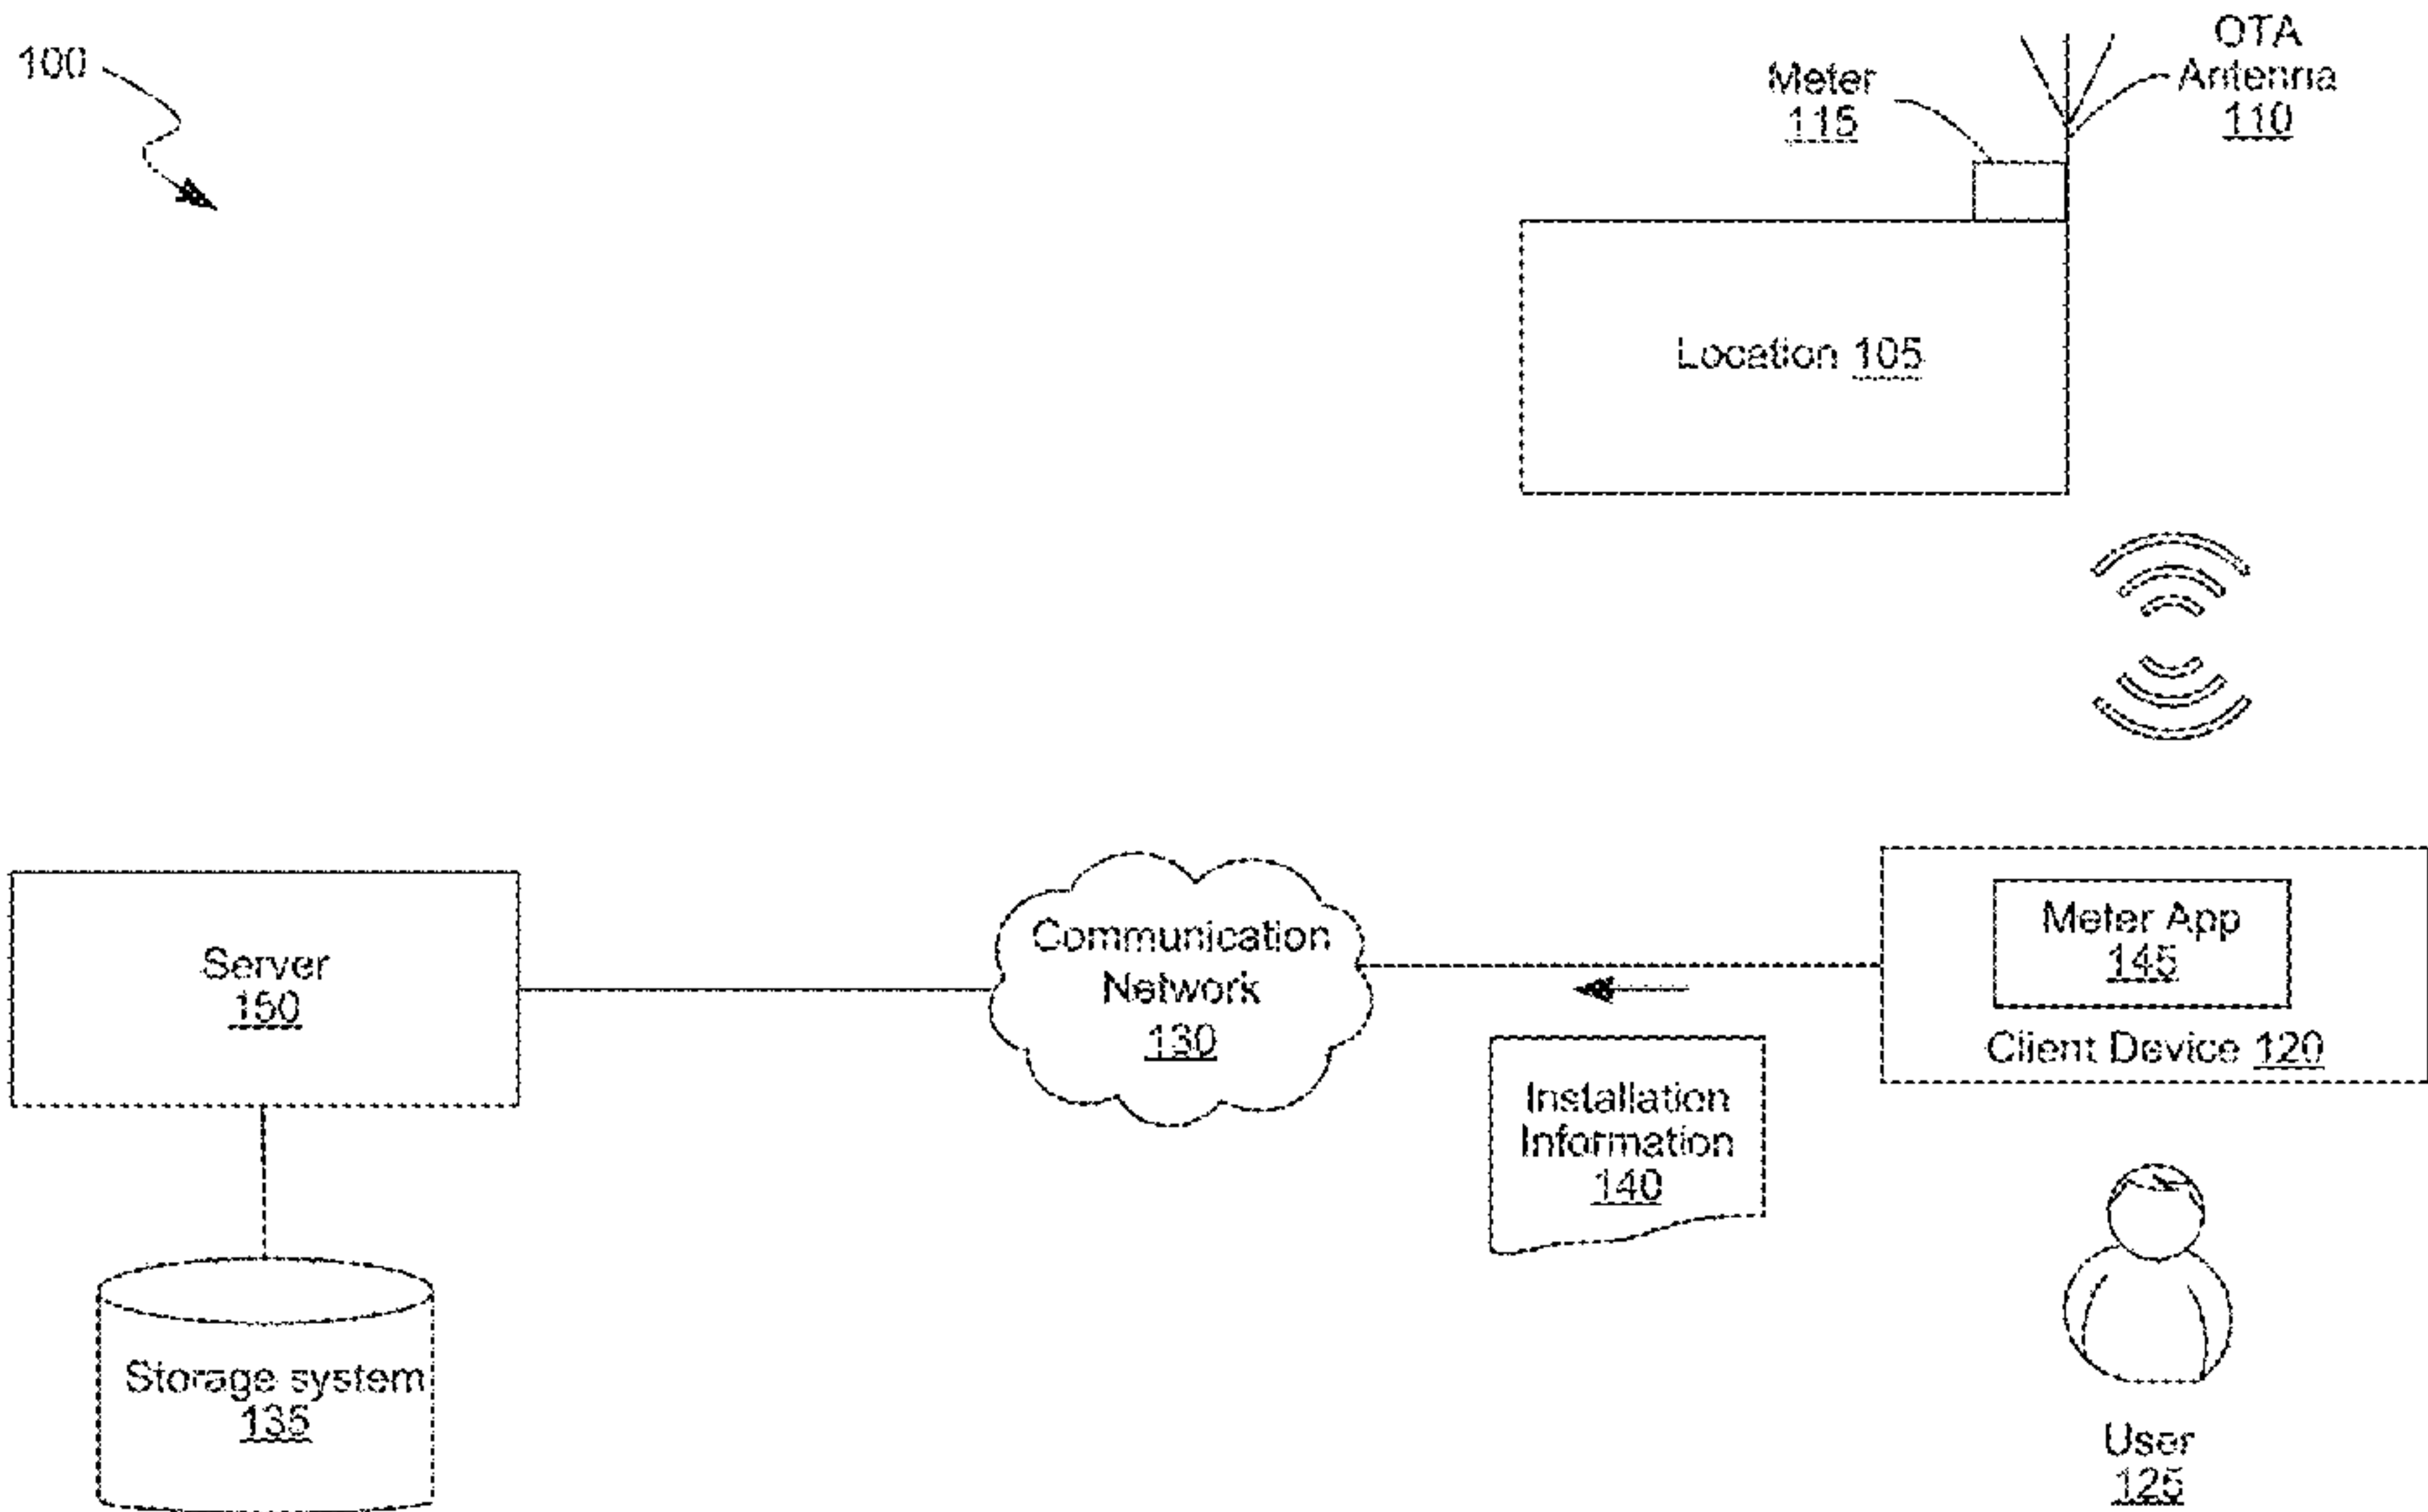 100
OTA
Antenna
110
Meter
115
Location 105
Server
150
Communication
Network
130
Meter App
145
Client Device 120
Installation
Information
140
Storage system
135
User
125